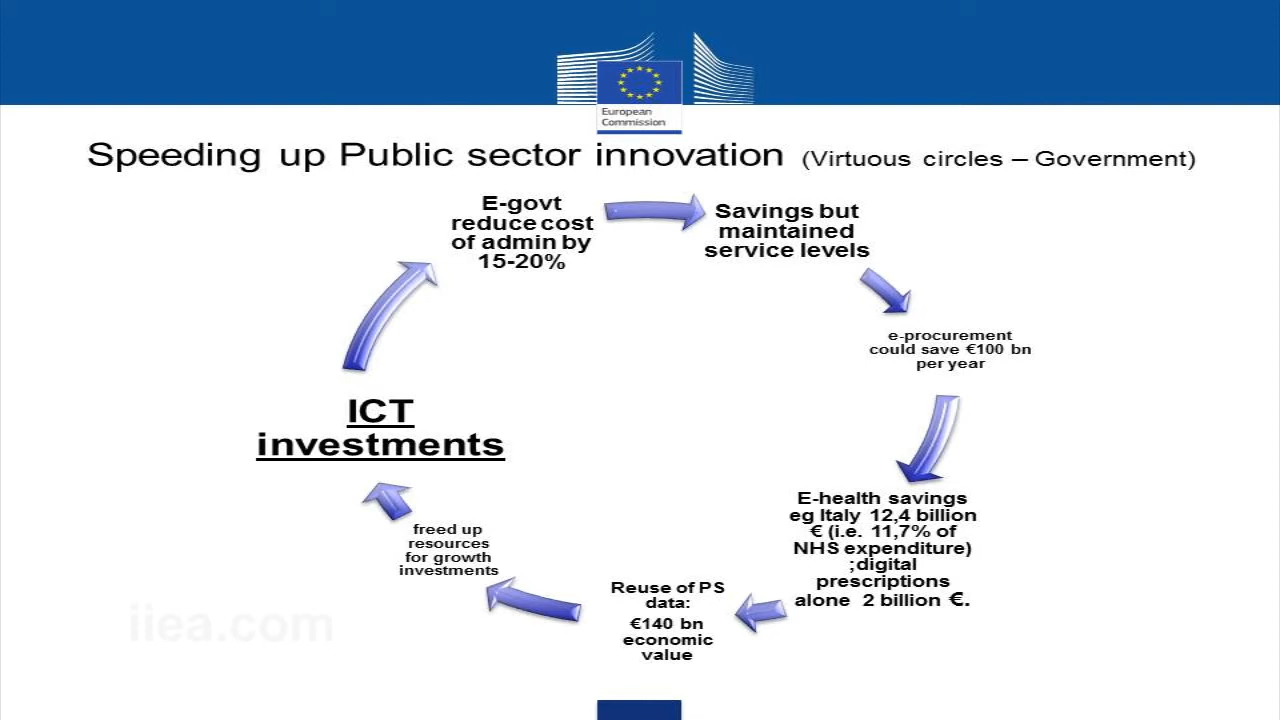 European
Commission
Speeding up Public sector innovation (Virtuous circles – Government)
E-govt
reduce cost
of admin by
15-20%
Savings but
maintained
service levels
e-procurement
could save €100 bn
per year
E-health savings
eg Italy 12,4 billion
€ (i.e. 11,7% of
NHS expenditure)
;digital
prescriptions
alone 2 billion €.
Reuse of PS
data:
€140 bn
economic
value
freed up
resources
for growth
investments
ICT
investments
iiea.com